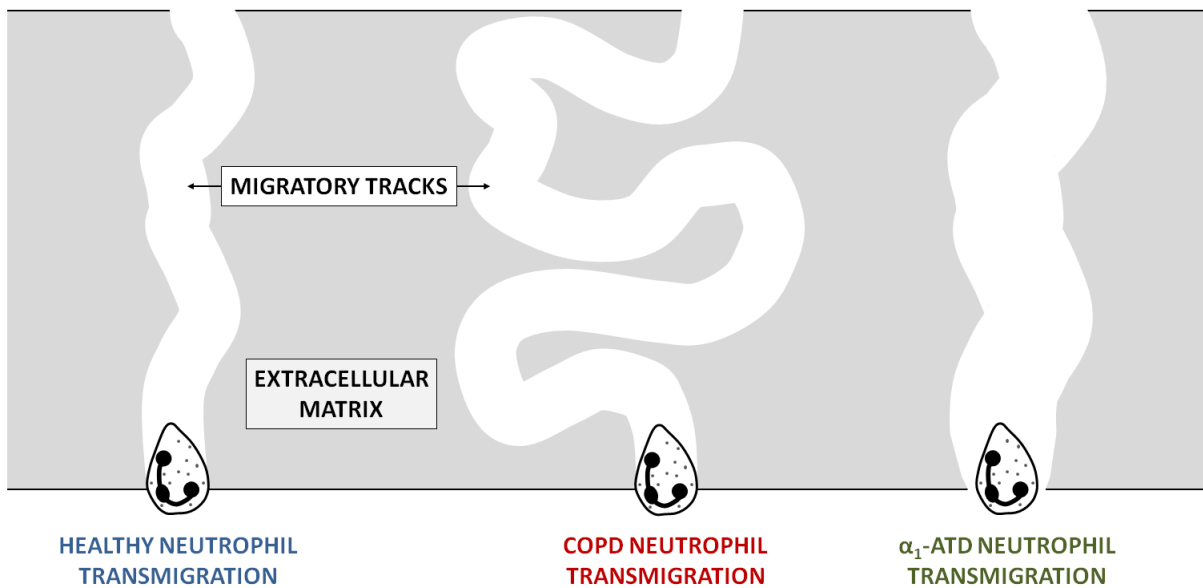 MIGRATORY TRACKS
EXTRACELLULAR
MATRIX
HEALTHY NEUTROPHIL
TRANSMIGRATION
COPD NEUTROPHIL
TRANSMIGRATION
α₁-ATD NEUTROPHIL
TRANSMIGRATION